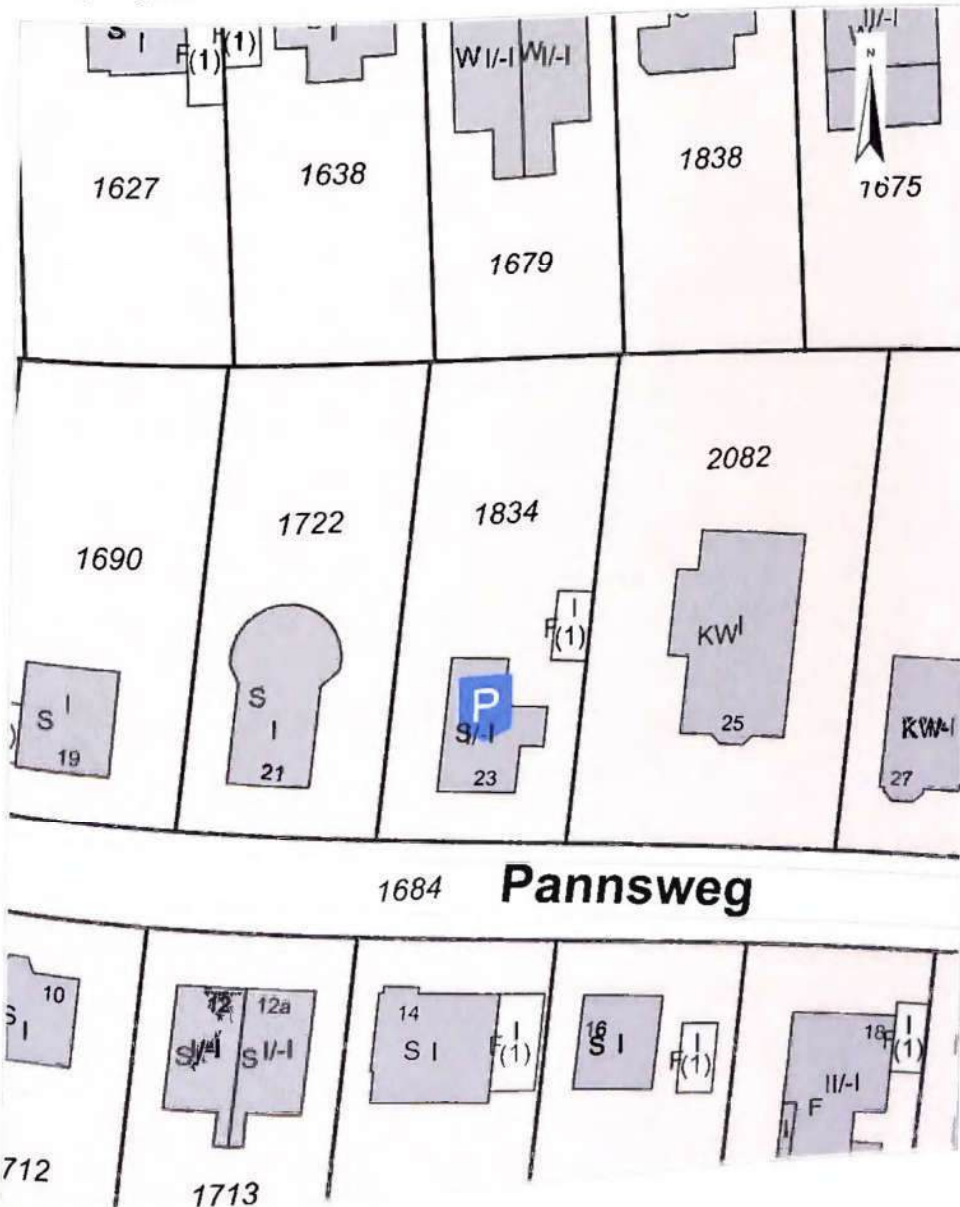 S I
F(1)
(1)
I
W I/-I
W I/-I
II/-I
N
1627
1638
1679
1838
1675
1690
1722
1834
2082
S I
19
S
I
21
I
F(1)
P
S I/-I
23
KW I
25
KW-I
27
1684
Pannsweg
10
S I
12
12a
S I/-I
S I/-I
14
S I
I
F(1)
16
S I
I
F(1)
18
I
F(1)
II/-I
F
I
712
1713